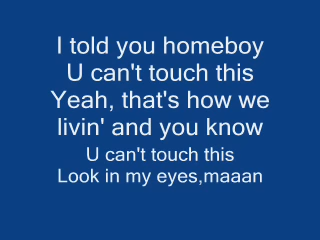 I told you homeboy
U can't touch this
Yeah, that's how we
livin' and you know
U can't touch this
Look in my eyes,maaan